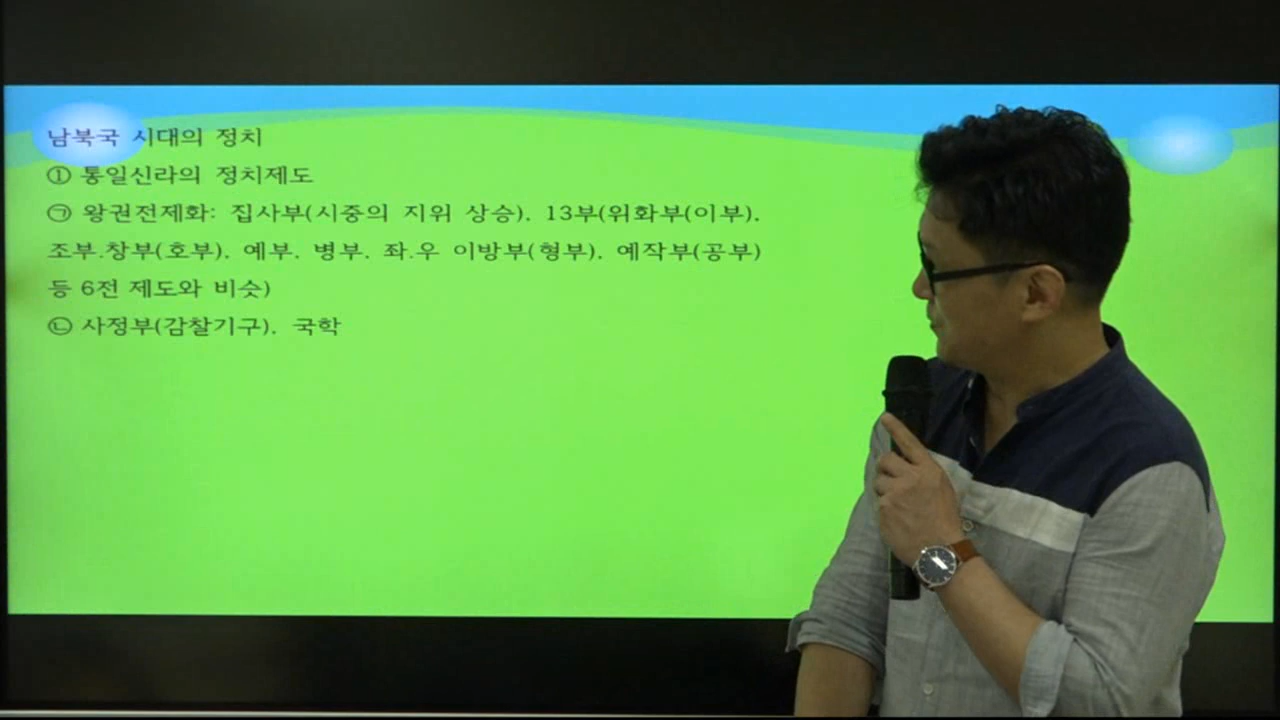 남북국 시대의 정치
① 통일신라의 정치제도
㉠ 왕권전제화: 집사부(시중의 지위 상승), 13부(위화부(이부),
조부.창부(호부), 예부, 병부, 좌.우 이방부(형부), 예작부(공부)
등 6전 제도와 비슷)
㉡ 사정부(감찰기구), 국학